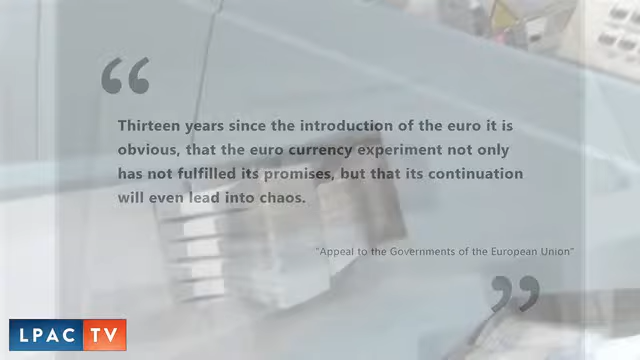 “
Thirteen years since the introduction of the euro it is
obvious, that the euro currency experiment not only
has not fulfilled its promises, but that its continuation
will even lead into chaos.
"Appeal to the Governments of the European Union"
”
LPAC TV